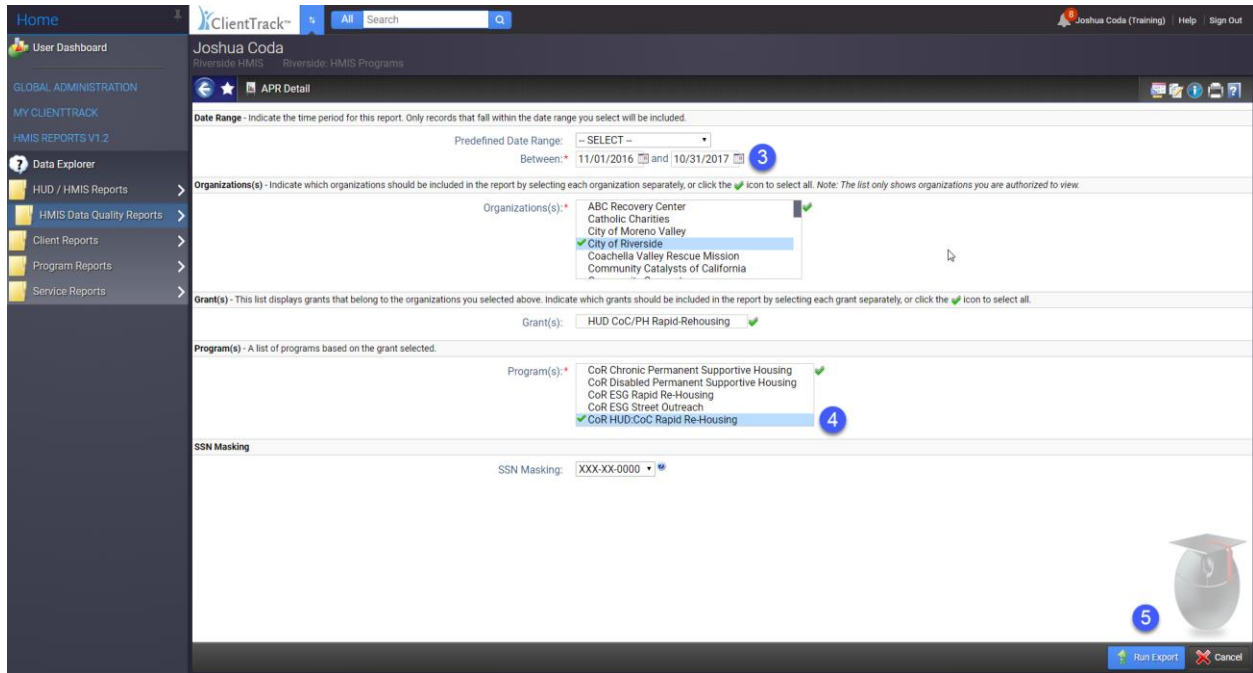 Home
ClientTrack™
All Search
8
Joshua Coda (Training) Help Sign Out
User Dashboard
Joshua Coda
Riverside HMIS Riverside: HMIS Programs
GLOBAL ADMINISTRATION
MY CLIENTTRACK
HMIS REPORTS V1.2
Data Explorer
HUD / HMIS Reports
HMIS Data Quality Reports
Client Reports
Program Reports
Service Reports
APR Detail
Date Range - Indicate the time period for this report. Only records that fall within the date range you select will be included.
Predefined Date Range: -- SELECT --
Between:* 11/01/2016 and 10/31/2017 3
Organizations(s) - Indicate which organizations should be included in the report by selecting each organization separately, or click the icon to select all. Note: The list only shows organizations you are authorized to view.
Organizations(s):* ABC Recovery Center
Catholic Charities
City of Moreno Valley
City of Riverside
Coachella Valley Rescue Mission
Community Catalysts of California
Grant(s) - This list displays grants that belong to the organizations you selected above. Indicate which grants should be included in the report by selecting each grant separately, or click the icon to select all.
Grant(s): HUD CoC/PH Rapid-Rehousing
Program(s) - A list of programs based on the grant selected.
Program(s):* CoR Chronic Permanent Supportive Housing
CoR Disabled Permanent Supportive Housing
CoR ESG Rapid Re-Housing
CoR ESG Street Outreach
CoR HUD:CoC Rapid Re-Housing 4
SSN Masking
SSN Masking: XXX-XX-0000
5
Run Export Cancel